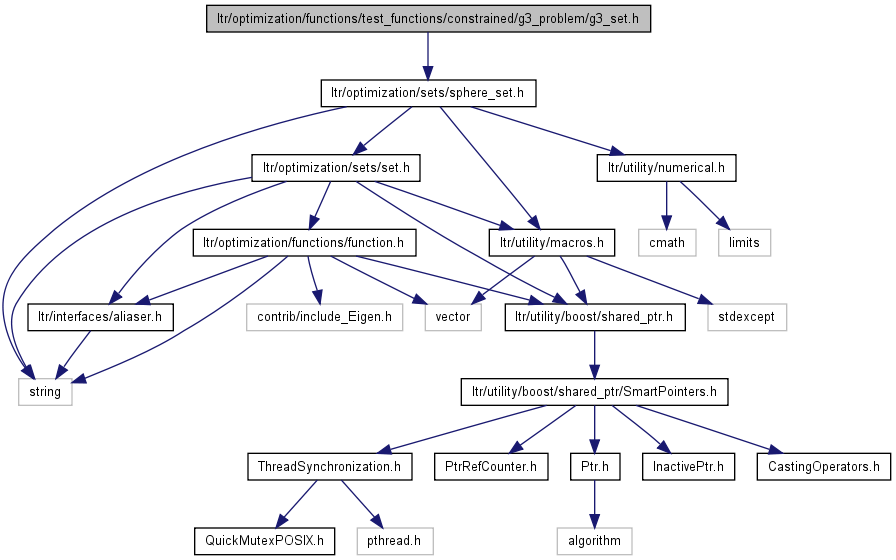 ltr/optimization/functions/test_functions/constrained/g3_problem/g3_set.h
ltr/optimization/sets/sphere_set.h
ltr/optimization/sets/set.h
ltr/utility/numerical.h
ltr/optimization/functions/function.h
ltr/utility/macros.h
cmath
limits
ltr/interfaces/aliaser.h
contrib/include_Eigen.h
vector
ltr/utility/boost/shared_ptr.h
stdexcept
string
ltr/utility/boost/shared_ptr/SmartPointers.h
ThreadSynchronization.h
PtrRefCounter.h
Ptr.h
InactivePtr.h
CastingOperators.h
QuickMutexPOSIX.h
pthread.h
algorithm